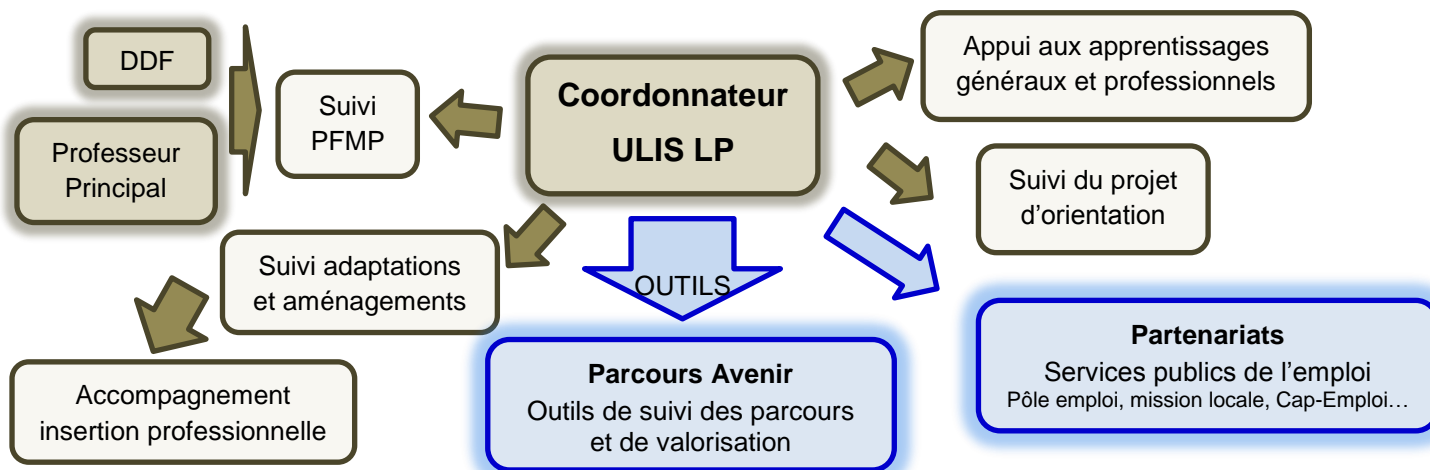 DDF
Professeur
Principal
Suivi
PFMP
Coordonnateur
ULIS LP
Appui aux apprentissages
généraux et professionnels
Suivi du projet
d’orientation
Suivi adaptations
et aménagements
OUTILS
Accompagnement
insertion professionnelle
Parcours Avenir
Outils de suivi des parcours
et de valorisation
Partenariats
Services publics de l’emploi
Pôle emploi, mission locale, Cap-Emploi…